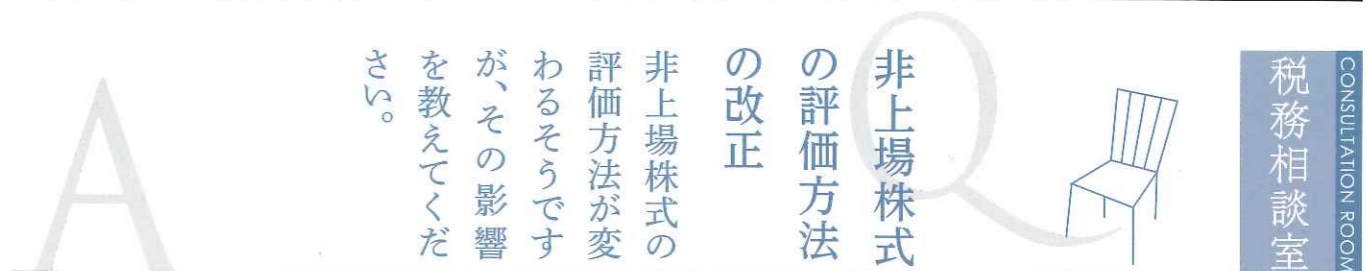 CONSULTATION ROOM
税務相談室
Q
非上場株式
の評価方法
の改正
非上場株式の
評価方法が変
わるそうです
が、その影響
を教えてくだ
さい。
A